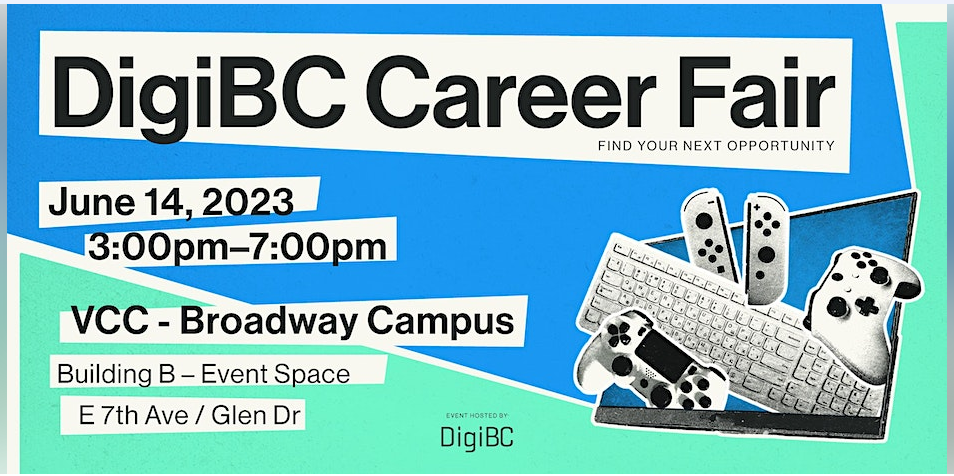 DigiBC Career Fair
FIND YOUR NEXT OPPORTUNITY
June 14, 2023
3:00pm–7:00pm
VCC - Broadway Campus
Building B – Event Space
E 7th Ave / Glen Dr
EVENT HOSTED BY:
DigiBC